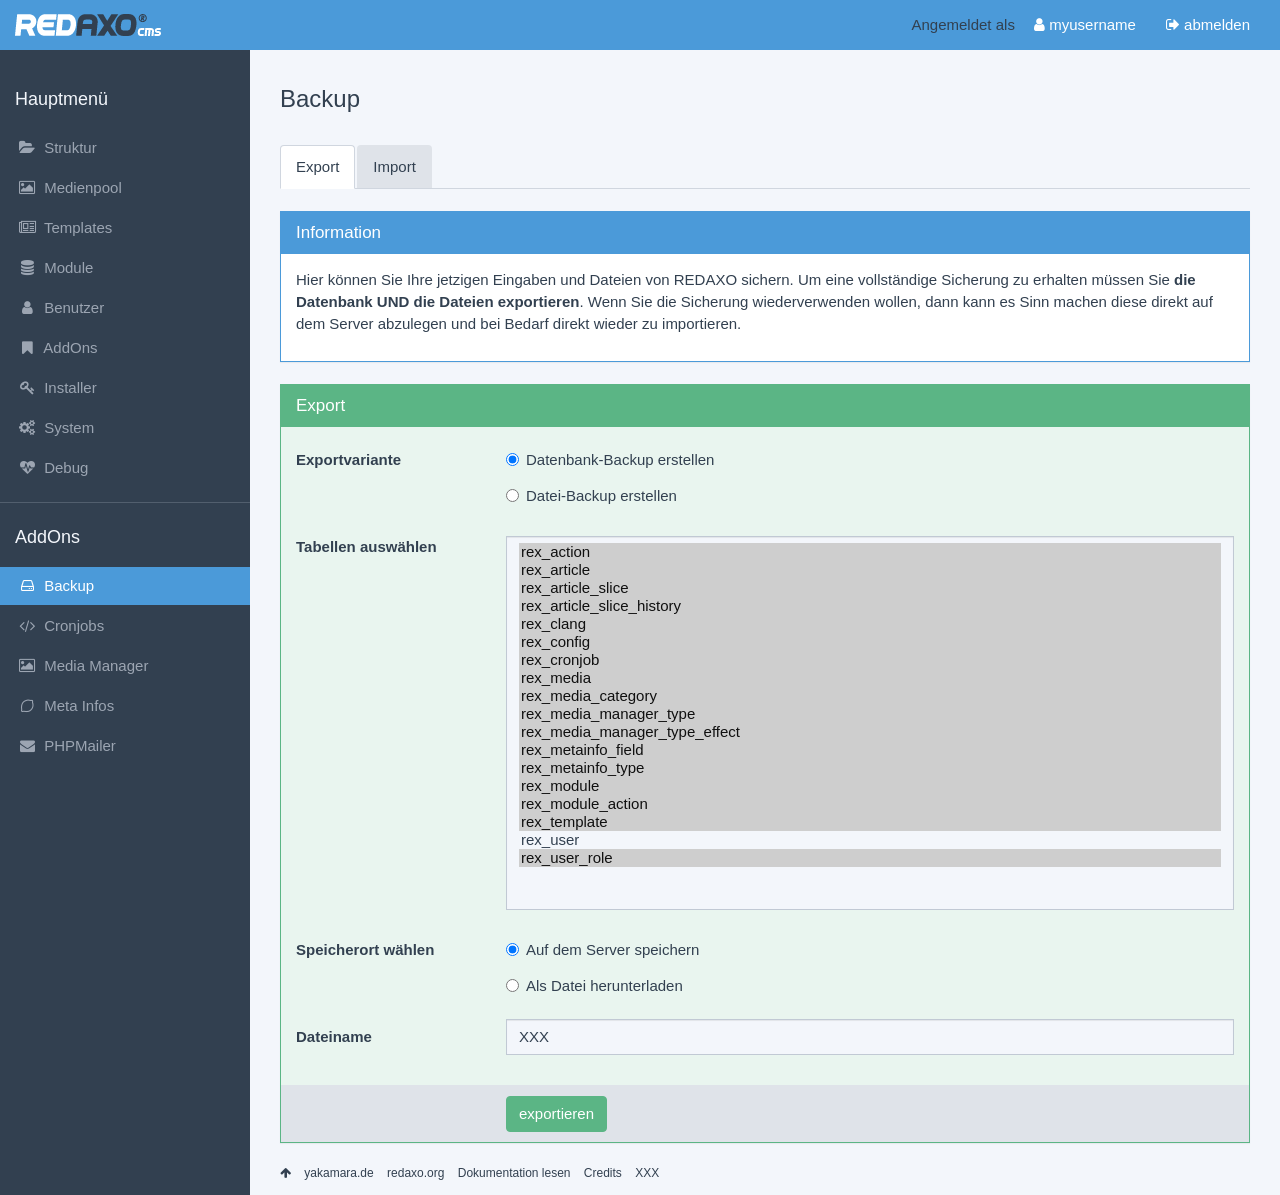 REDAXO® cms
Angemeldet als myusername abmelden
Hauptmenü
Struktur
Medienpool
Templates
Module
Benutzer
AddOns
Installer
System
Debug
AddOns
Backup
Cronjobs
Media Manager
Meta Infos
PHPMailer
Backup
Export Import
Information
Hier können Sie Ihre jetzigen Eingaben und Dateien von REDAXO sichern. Um eine vollständige Sicherung zu erhalten müssen Sie die
Datenbank UND die Dateien exportieren. Wenn Sie die Sicherung wiederverwenden wollen, dann kann es Sinn machen diese direkt auf
dem Server abzulegen und bei Bedarf direkt wieder zu importieren.
Export
Exportvariante Datenbank-Backup erstellen
Datei-Backup erstellen
Tabellen auswählen
rex_action
rex_article
rex_article_slice
rex_article_slice_history
rex_clang
rex_config
rex_cronjob
rex_media
rex_media_category
rex_media_manager_type
rex_media_manager_type_effect
rex_metainfo_field
rex_metainfo_type
rex_module
rex_module_action
rex_template
rex_user
rex_user_role
Speicherort wählen Auf dem Server speichern
Als Datei herunterladen
Dateiname XXX
exportieren
yakamara.de redaxo.org Dokumentation lesen Credits XXX